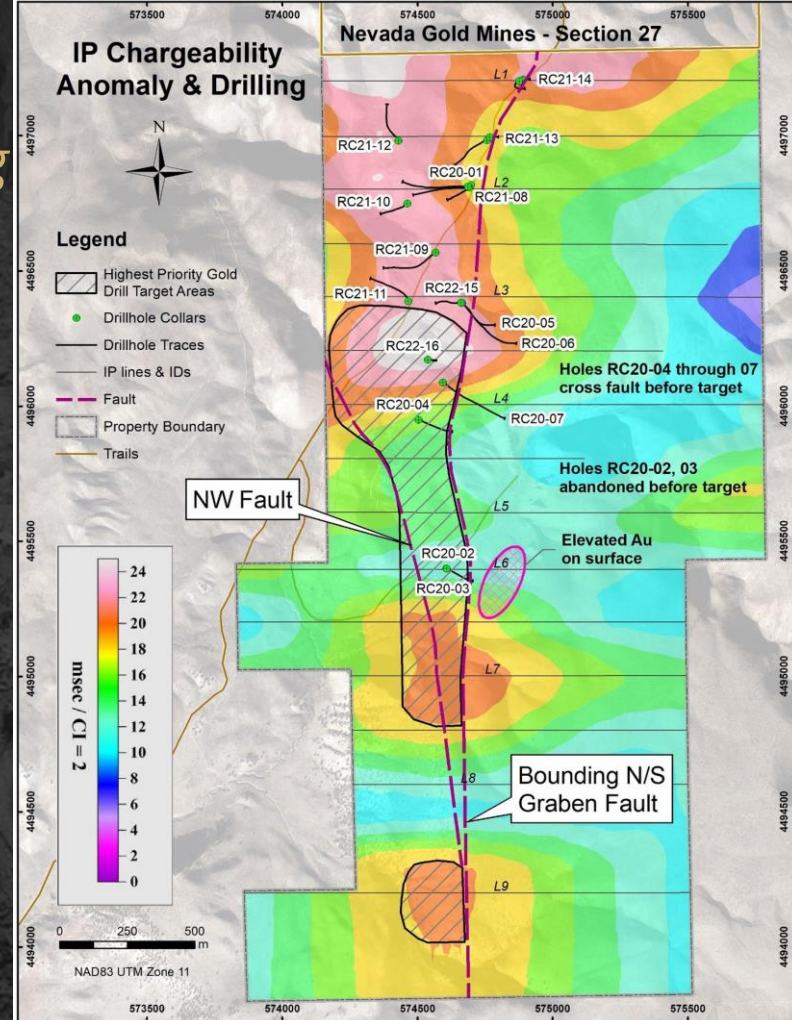 573500
574000
574500
575000
575500
Nevada Gold Mines - Section 27
IP Chargeability
Anomaly & Drilling
N
L1
RC21-14
4497000
4497000
RC21-12
RC21-13
RC20-01
L2
RC21-10
RC21-08
Legend
Highest Priority Gold
Drill Target Areas
Drillhole Collars
Drillhole Traces
IP lines & IDs
Fault
Property Boundary
Trails
RC21-09
4496500
4496500
RC21-11
RC22-15
L3
RC20-05
RC20-06
RC22-16
Holes RC20-04 through 07
cross fault before target
4496000
4496000
RC20-04
L4
RC20-07
Holes RC20-02, 03
abandoned before target
NW Fault
L5
4495500
4495500
Elevated Au
on surface
RC20-02
L6
RC20-03
24
22
20
18
16
14
12
10
8
6
4
2
0
msec / CI = 2
4495000
4495000
L7
Bounding N/S
Graben Fault
L8
4494500
4494500
L9
0 250 500
m
4494000
4494000
NAD83 UTM Zone 11
573500
574000
574500
575000
575500